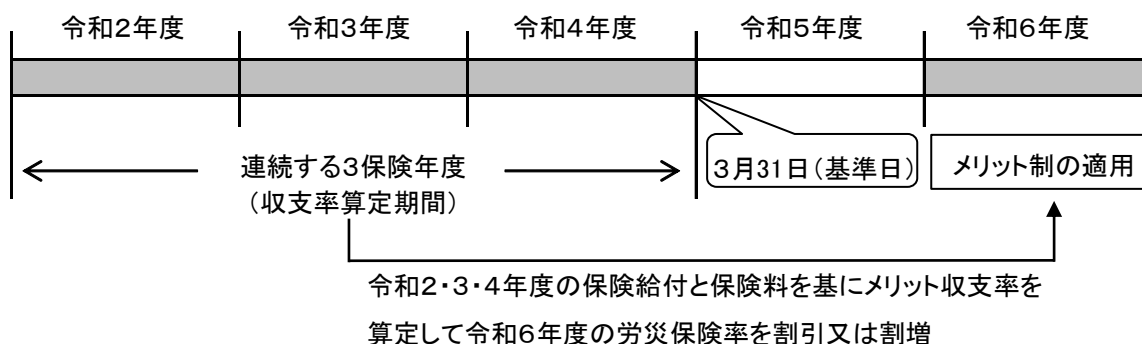 令和2年度 令和3年度 令和4年度 令和5年度 令和6年度
連続する3保険年度
(収支率算定期間)
3月31日(基準日)
メリット制の適用
令和2・3・4年度の保険給付と保険料を基にメリット収支率を
算定して令和6年度の労災保険率を割引又は割増